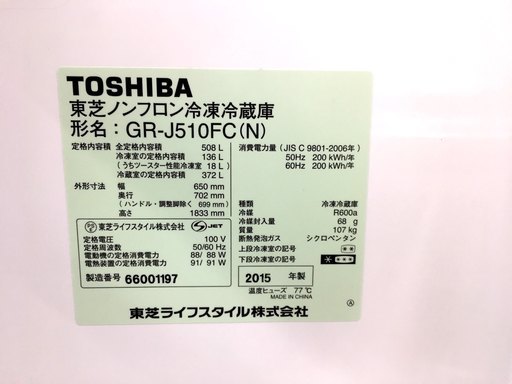 TOSHIBA
東芝ノンフロン冷凍冷蔵庫
形名：GR-J510FC(N)
定格内容積 全定格内容積 508 L
冷凍室の定格内容積 136 L
(うちツースター性能冷凍室 18 L)
冷蔵室の定格内容積 372 L
外形寸法 幅 650 mm
奥行 702 mm
(ハンドル・調整脚除く 699 mm)
高さ 1833 mm
消費電力量 (JIS C 9801-2006年)
50Hz 200 kWh/年
60Hz 200 kWh/年
種類 冷凍冷蔵庫
冷媒 R600a
冷媒封入量 68 g
質量 107 kg
断熱発泡ガス シクロペンタン
上段冷凍室の記号 **
下段冷凍室の記号 * ***
東芝ライフスタイル株式会社 JET
定格電圧 100 V
定格周波数 50/60 Hz
電動機の定格消費電力 88/ 88 W
電熱装置の定格消費電力 91/ 91 W
製造番号 66001197
2015 年製
温度ヒューズ 77℃
MADE IN CHINA
東芝ライフスタイル株式会社
Ⓐ